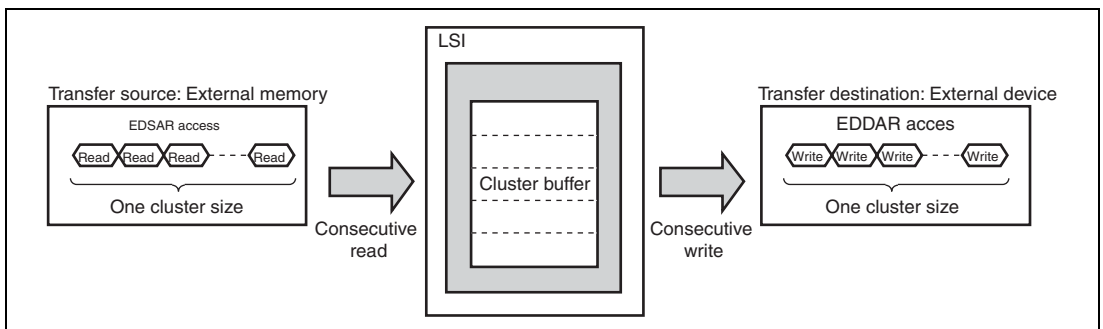 LSI
Transfer source: External memory
EDSAR access
Read Read Read Read
One cluster size
Consecutive
read
Cluster buffer
Consecutive
write
Transfer destination: External device
EDDAR acces
Write Write Write Write
One cluster size